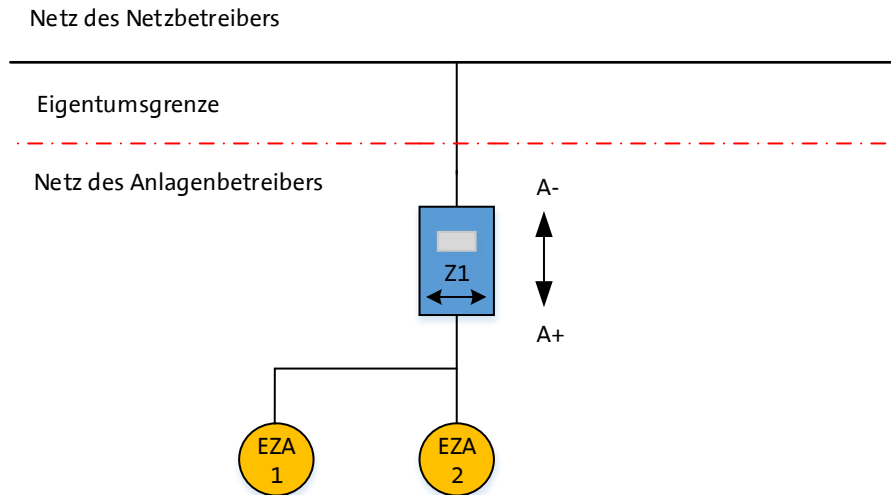 Netz des Netzbetreibers
Eigentumsgrenze
Netz des Anlagenbetreibers
A-
Z1
A+
EZA
1
EZA
2